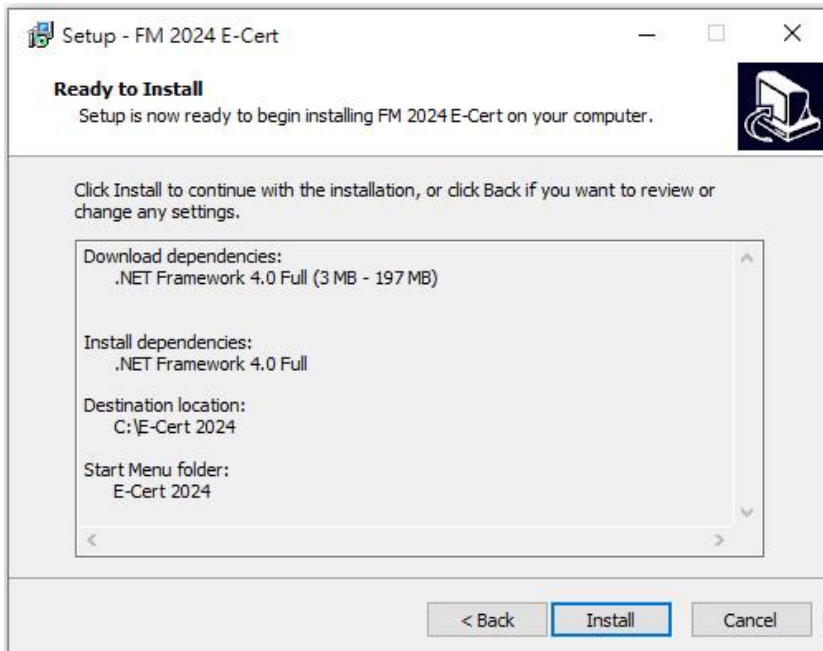 Setup - FM 2024 E-Cert
Ready to Install
Setup is now ready to begin installing FM 2024 E-Cert on your computer.
Click Install to continue with the installation, or click Back if you want to review or
change any settings.
Download dependencies:
.NET Framework 4.0 Full (3 MB - 197 MB)
Install dependencies:
.NET Framework 4.0 Full
Destination location:
C:\E-Cert 2024
Start Menu folder:
E-Cert 2024
< Back Install Cancel